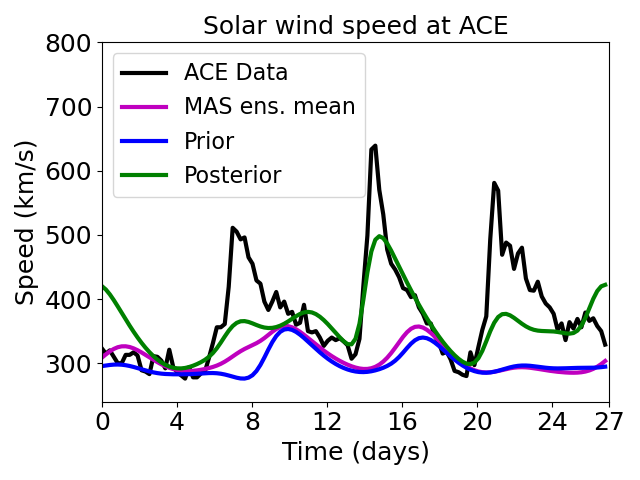 Solar wind speed at ACE
800
700
600
500
400
300
Speed (km/s)
ACE Data
MAS ens. mean
Prior
Posterior
0 4 8 12 16 20 24 27
Time (days)